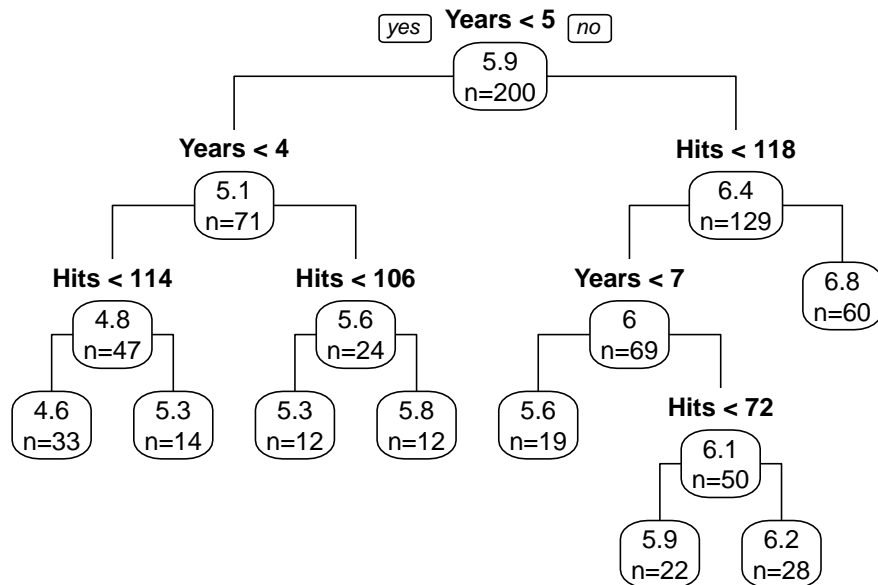 yes Years < 5 no
5.9
n=200
Years < 4 Hits < 118
5.1 6.4
n=71 n=129
Hits < 114 Hits < 106 Years < 7
4.8 5.6 6 6.8
n=47 n=24 n=69 n=60
4.6 5.3 5.3 5.8 5.6 Hits < 72
n=33 n=14 n=12 n=12 n=19
6.1
n=50
5.9 6.2
n=22 n=28